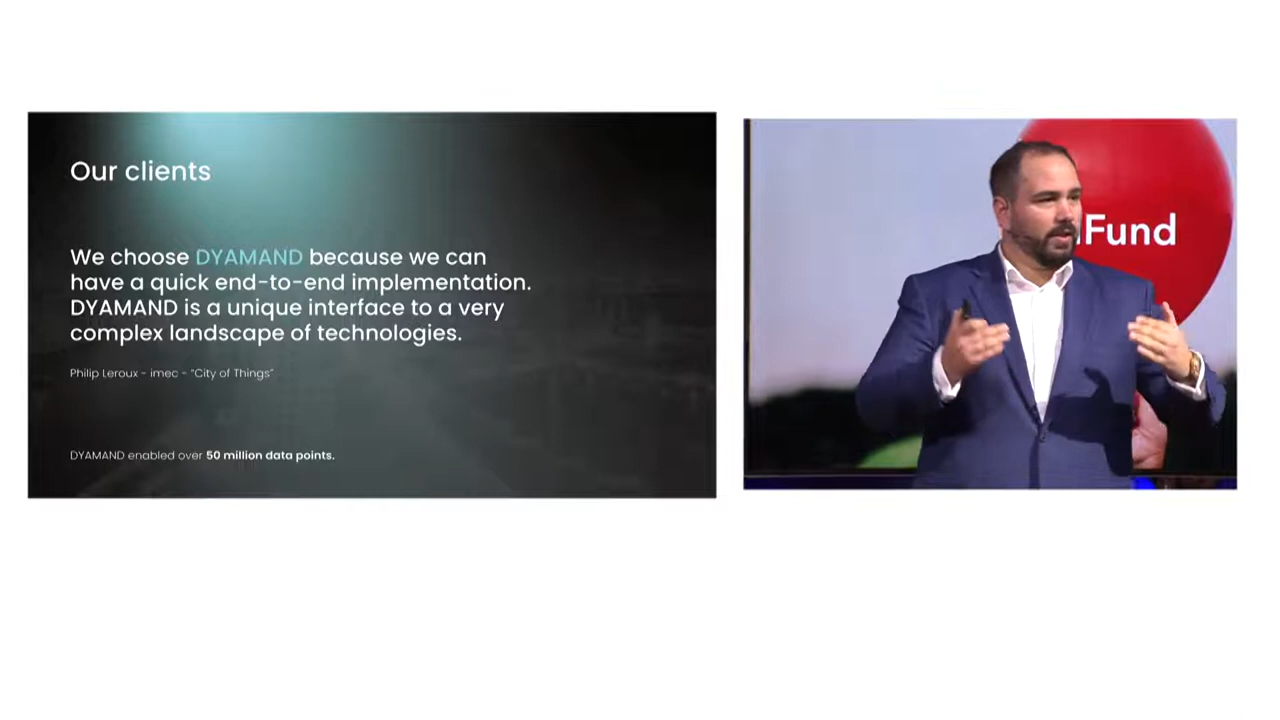 Our clients
We choose DYAMAND because we can
have a quick end-to-end implementation.
DYAMAND is a unique interface to a very
complex landscape of technologies.
Philip Leroux - imec - "City of Things"
DYAMAND enabled over 50 million data points.
Fund